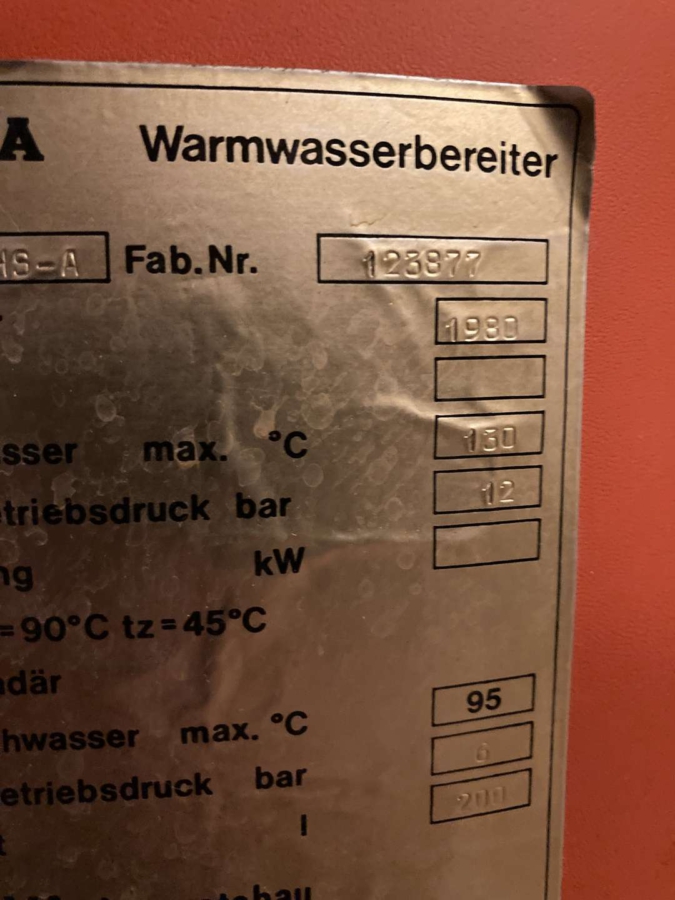 A Warmwasserbereiter
HS-A Fab.Nr. 123877
1980
sser max. °C 130
triebsdruck bar 12
ng kW
=90°C tz=45°C
där
hwasser max. °C 95
etriebsdruck bar 6
t l 200